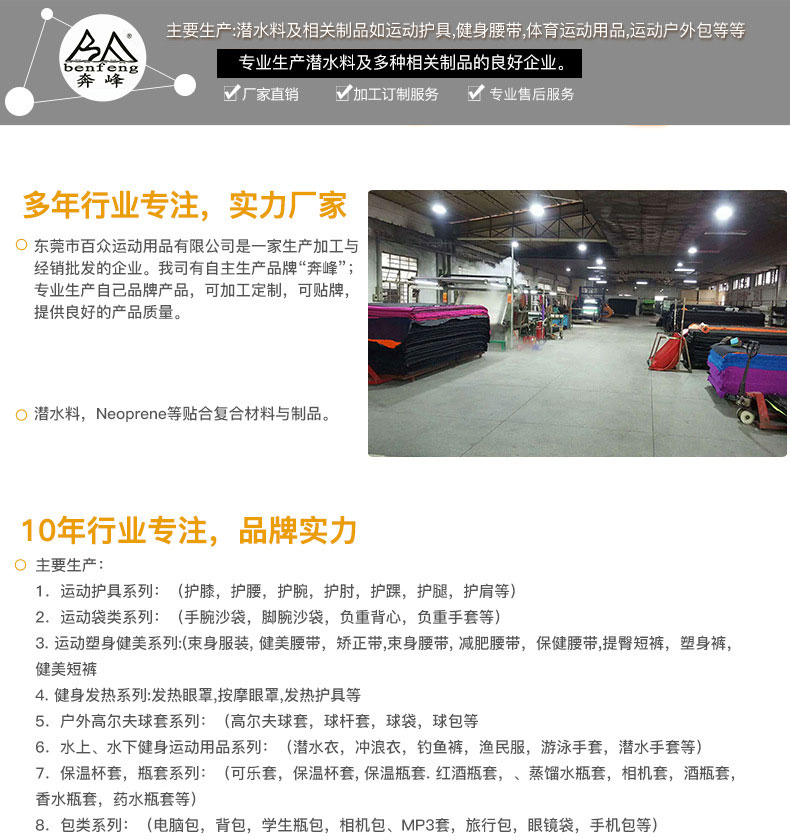 主要生产:潜水料及相关制品如运动护具,健身腰带,体育运动用品,运动户外包等等
BA®
benfeng
奔峰
专业生产潜水料及多种相关制品的良好企业。
厂家直销 加工订制服务 专业售后服务
多年行业专注，实力厂家
东莞市百众运动用品有限公司是一家生产加工与
经销批发的企业。我司有自主生产品牌“奔峰”；
专业生产自己品牌产品，可加工定制，可贴牌，
提供良好的产品质量。
潜水料，Neoprene等贴合复合材料与制品。
10年行业专注，品牌实力
主要生产：
1．运动护具系列：（护膝，护腰，护腕，护肘，护踝，护腿，护肩等）
2．运动袋类系列：（手腕沙袋，脚腕沙袋，负重背心，负重手套等）
3. 运动塑身健美系列:(束身服装, 健美腰带，矫正带,束身腰带, 减肥腰带，保健腰带,提臀短裤，塑身裤,
健美短裤
4. 健身发热系列:发热眼罩,按摩眼罩,发热护具等
5．户外高尔夫球套系列：（高尔夫球套，球杆套，球袋，球包等
6．水上、水下健身运动用品系列：（潜水衣，冲浪衣，钓鱼裤，渔民服，游泳手套，潜水手套等）
7．保温杯套，瓶套系列：（可乐套，保温杯套, 保温瓶套. 红酒瓶套，、蒸馏水瓶套，相机套，酒瓶套，
香水瓶套，药水瓶套等）
8．包类系列：（电脑包，背包，学生瓶包，相机包、MP3套，旅行包，眼镜袋，手机包等）